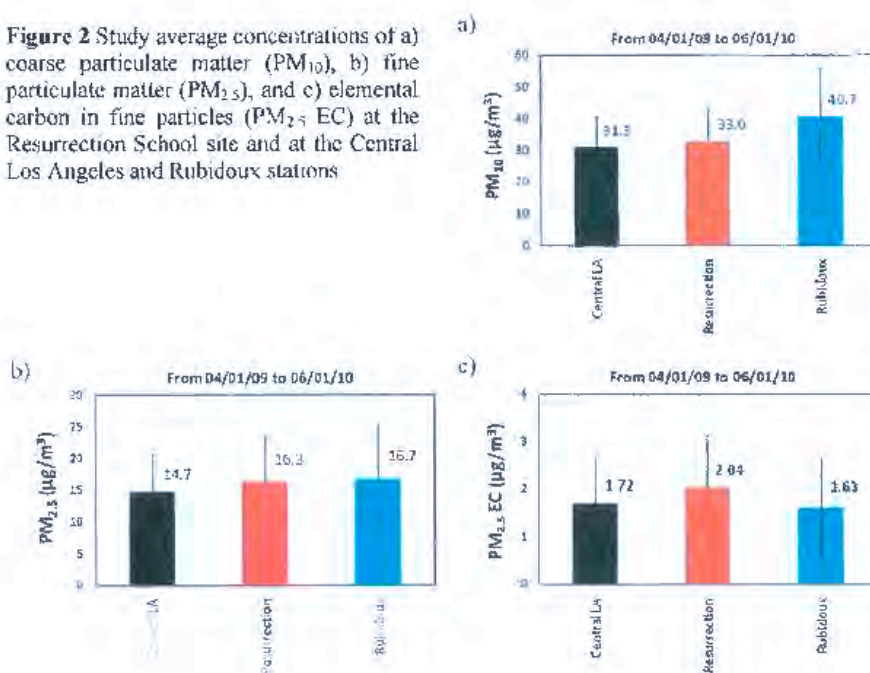 Figure 2 Study average concentrations of a)
coarse particulate matter (PM10), b) fine
particulate matter (PM2.5), and c) elemental
carbon in fine particles (PM2.5 EC) at the
Resurrection School site and at the Central
Los Angeles and Rubidoux stations
a)
From 04/01/09 to 06/01/10
PM10 (µg/m³)
60
50
40
30
20
10
0
31.3
33.0
40.7
Central LA
Resurrection
Rubidoux
b)
From 04/01/09 to 06/01/10
PM2.5 (µg/m³)
30
25
20
15
10
5
0
14.7
16.3
16.7
LA
Resurrection
Rubidoux
c)
From 04/01/09 to 06/01/10
PM2.5 EC (µg/m³)
4
3
2
1
0
1.72
2.04
1.63
Central LA
Resurrection
Rubidoux